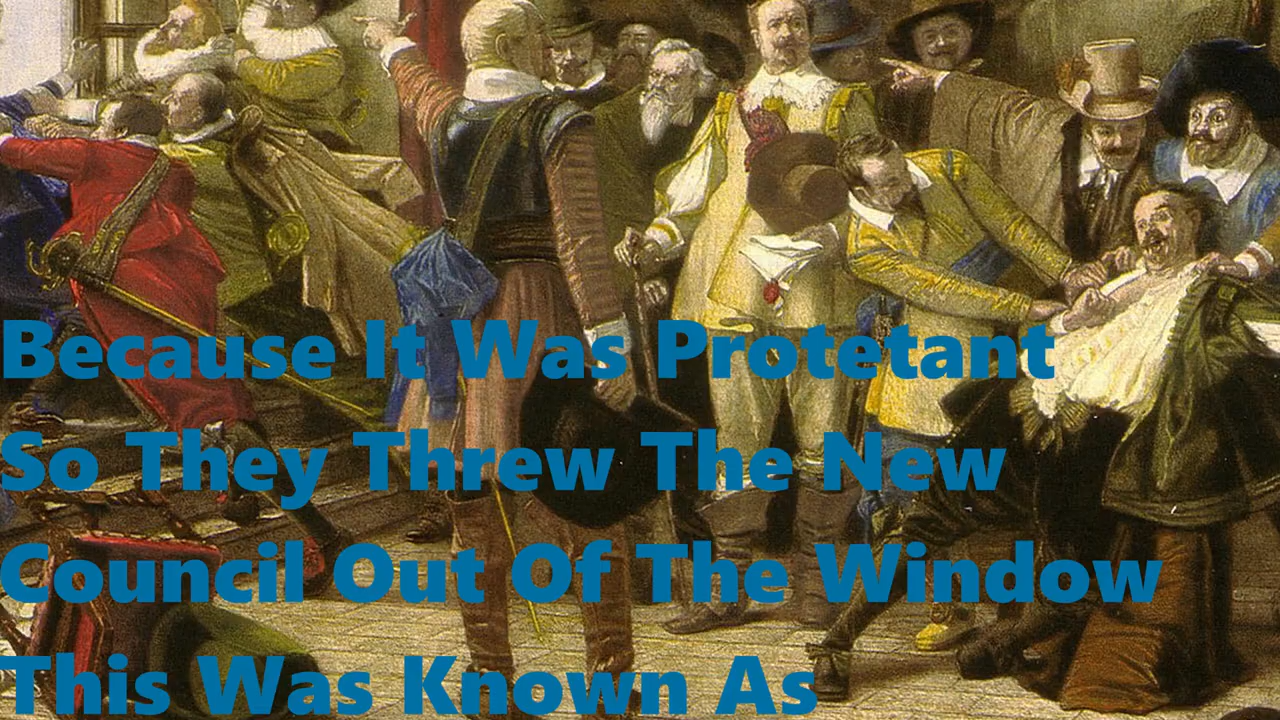 Because It Was Protetant
So They Threw The New
Council Out Of The Window
This Was Known As